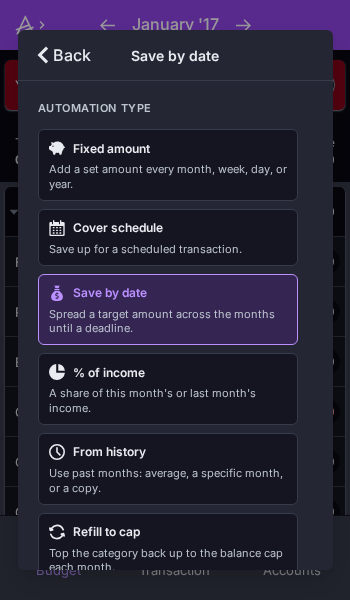 January '17
Back
Save by date
AUTOMATION TYPE
Fixed amount
Add a set amount every month, week, day, or
year.
Cover schedule
Save up for a scheduled transaction.
Save by date
Spread a target amount across the months
until a deadline.
% of income
A share of this month's or last month's
income.
From history
Use past months: average, a specific month,
or a copy.
Refill to cap
Top the category back up to the balance cap
each month.
Budget
Transaction
Accounts